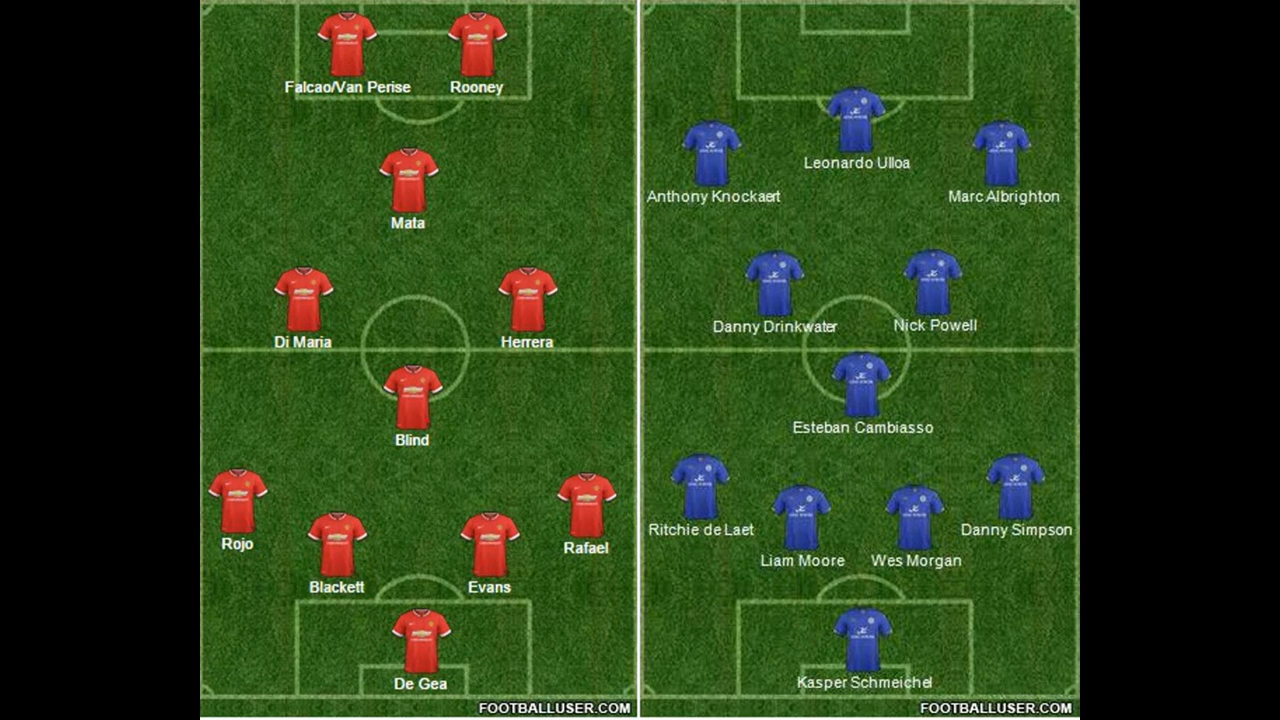 Falcao/Van Perise
Rooney
Mata
Di Maria
Herrera
Blind
Rojo
Rafael
Blackett
Evans
De Gea
FOOTBALLUSER.COM
Leonardo Ulloa
Anthony Knockaert
Marc Albrighton
Danny Drinkwater
Nick Powell
Esteban Cambiasso
Ritchie de Laet
Danny Simpson
Liam Moore
Wes Morgan
Kasper Schmeichel
FOOTBALLUSER.COM